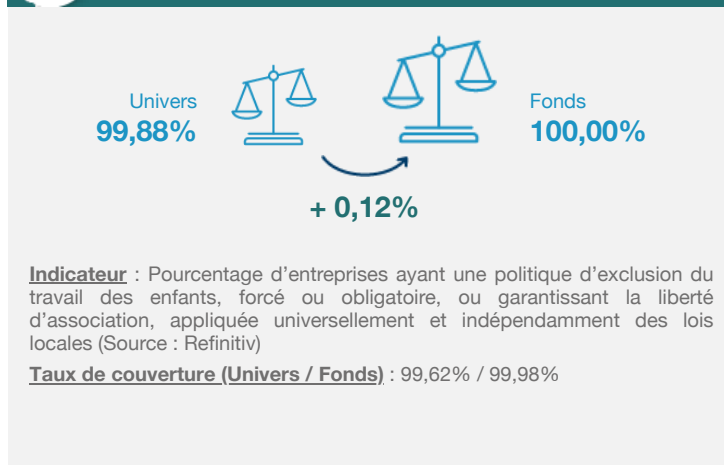 Univers
99,88%
Fonds
100,00%
+ 0,12%
Indicateur : Pourcentage d’entreprises ayant une politique d’exclusion du
travail des enfants, forcé ou obligatoire, ou garantissant la liberté
d’association, appliquée universellement et indépendamment des lois
locales (Source : Refinitiv)
Taux de couverture (Univers / Fonds) : 99,62% / 99,98%